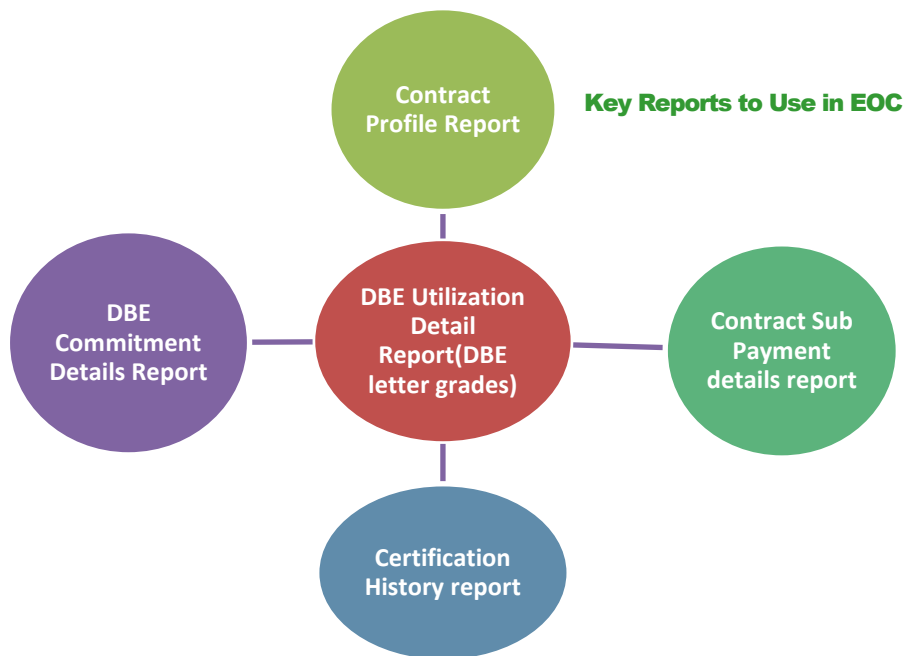 Contract
Profile Report
Key Reports to Use in EOC
DBE
Commitment
Details Report
DBE Utilization
Detail
Report(DBE
letter grades)
Contract Sub
Payment
details report
Certification
History report